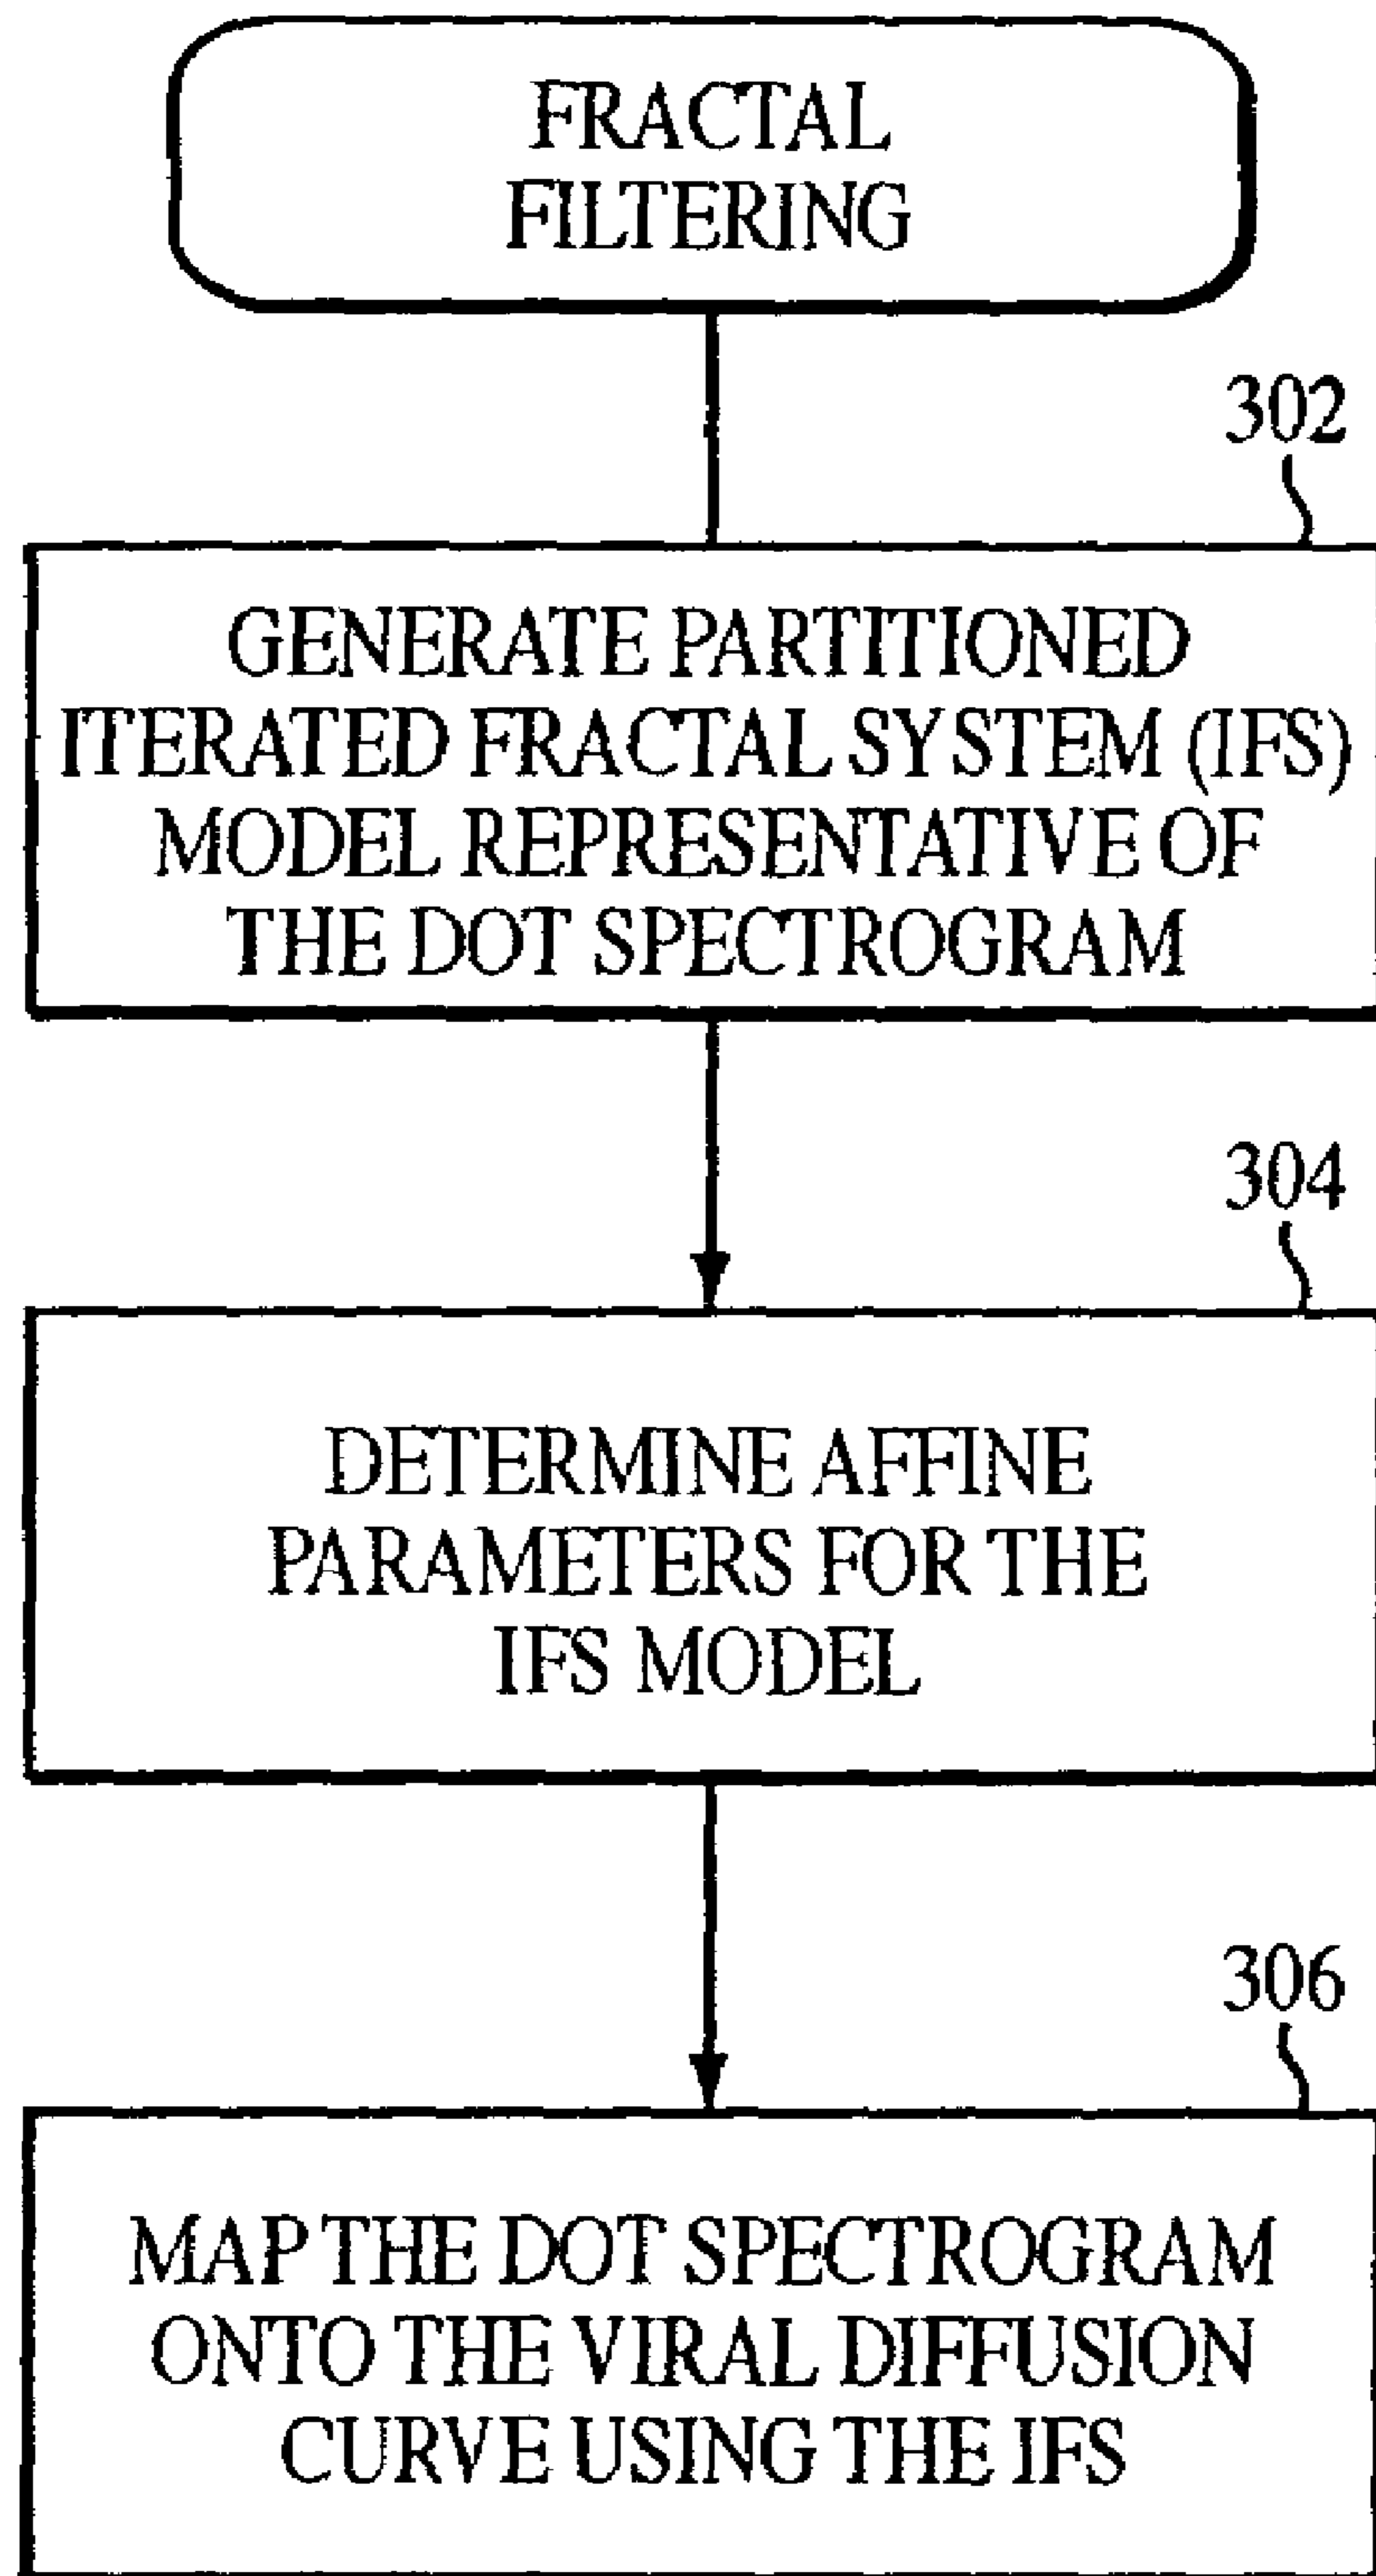 FRACTAL
FILTERING
302
GENERATE PARTITIONED
ITERATED FRACTAL SYSTEM (IFS)
MODEL REPRESENTATIVE OF
THE DOT SPECTROGRAM
304
DETERMINE AFFINE
PARAMETERS FOR THE
IFS MODEL
306
MAP THE DOT SPECTROGRAM
ONTO THE VIRAL DIFFUSION
CURVE USING THE IFS